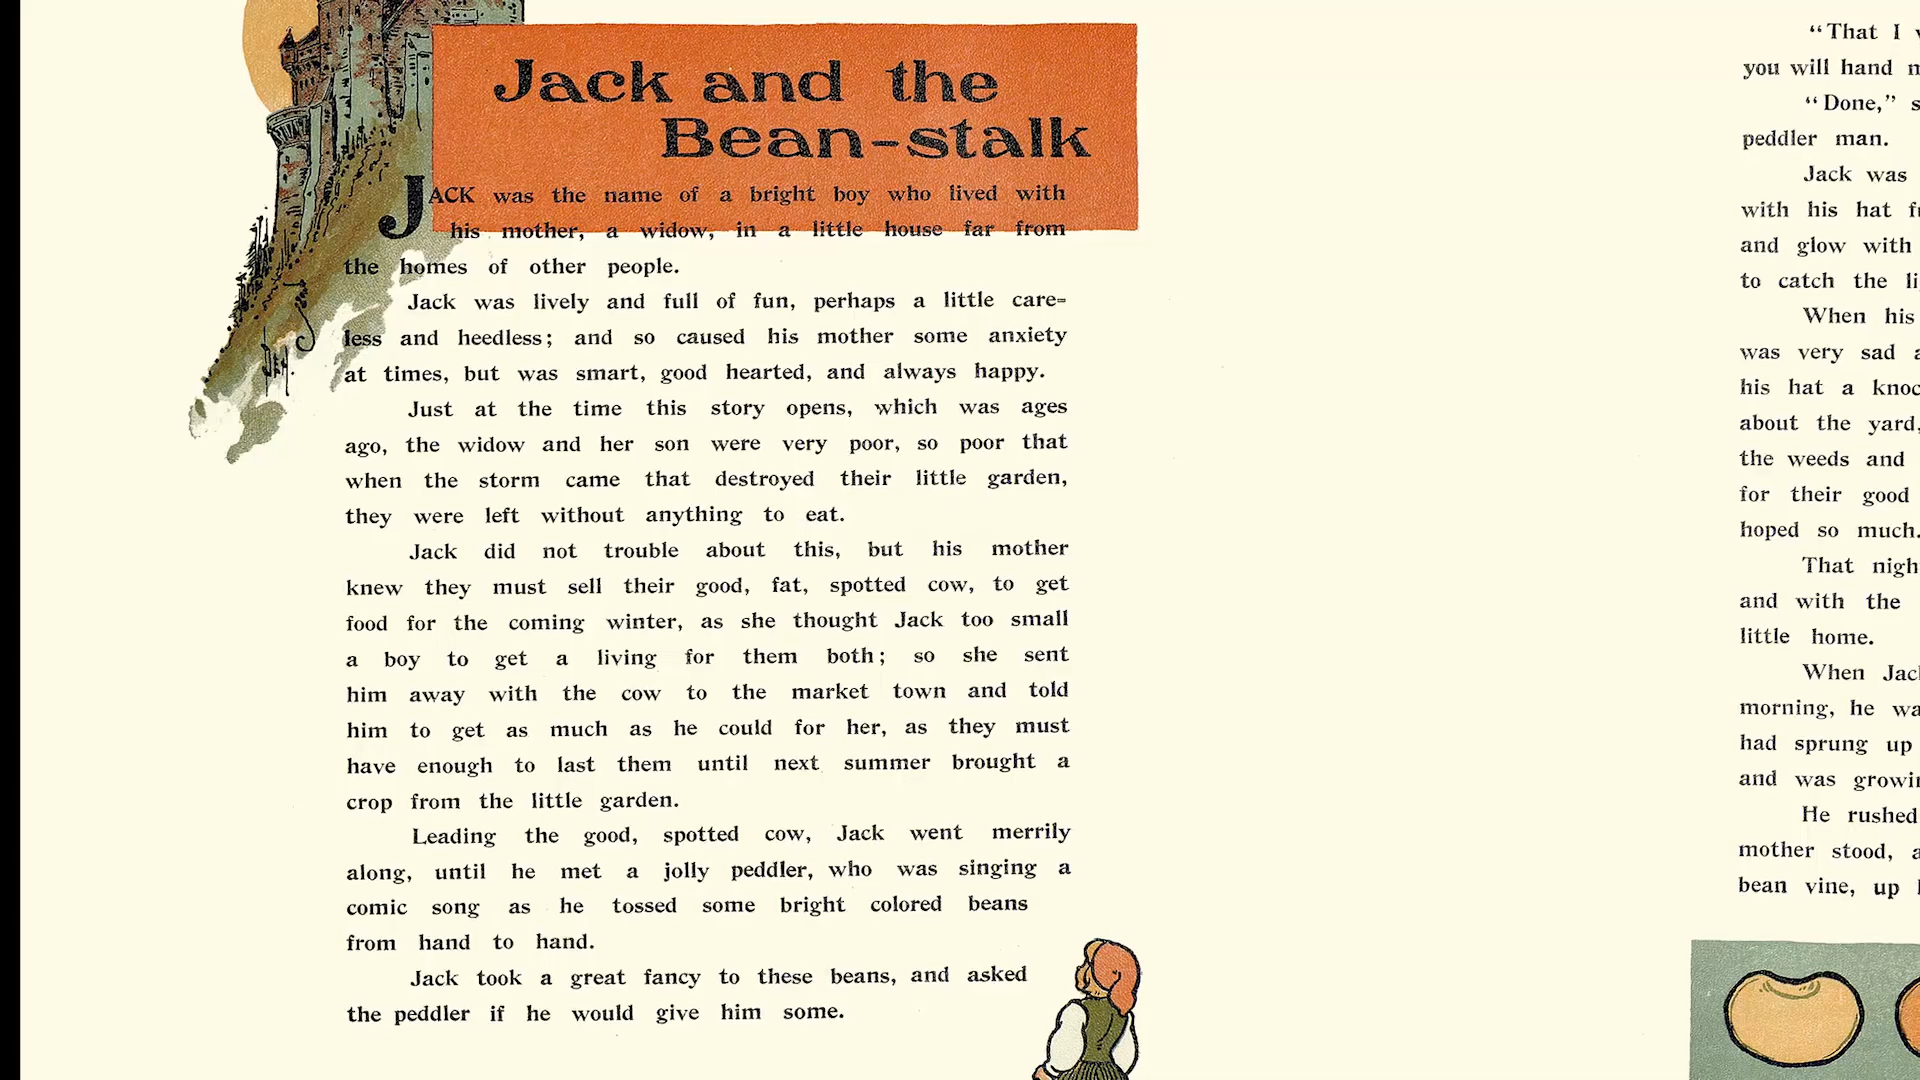 Jack and the
Bean-stalk
JACK was the name of a bright boy who lived with
his mother, a widow, in a little house far from
the homes of other people.
Jack was lively and full of fun, perhaps a little care=
less and heedless; and so caused his mother some anxiety
at times, but was smart, good hearted, and always happy.
Just at the time this story opens, which was ages
ago, the widow and her son were very poor, so poor that
when the storm came that destroyed their little garden,
they were left without anything to eat.
Jack did not trouble about this, but his mother
knew they must sell their good, fat, spotted cow, to get
food for the coming winter, as she thought Jack too small
a boy to get a living for them both; so she sent
him away with the cow to the market town and told
him to get as much as he could for her, as they must
have enough to last them until next summer brought a
crop from the little garden.
Leading the good, spotted cow, Jack went merrily
along, until he met a jolly peddler, who was singing a
comic song as he tossed some bright colored beans
from hand to hand.
Jack took a great fancy to these beans, and asked
the peddler if he would give him some.
"That I
you will hand
"Done,"
peddler man.
Jack was
with his hat
and glow with
to catch the
When his
was very sad
his hat a
about the yard,
the weeds and
for their good
hoped so much.
That
and with the
little home.
When
morning, he
had sprung up
and was
He rushed
mother stood,
bean vine, up